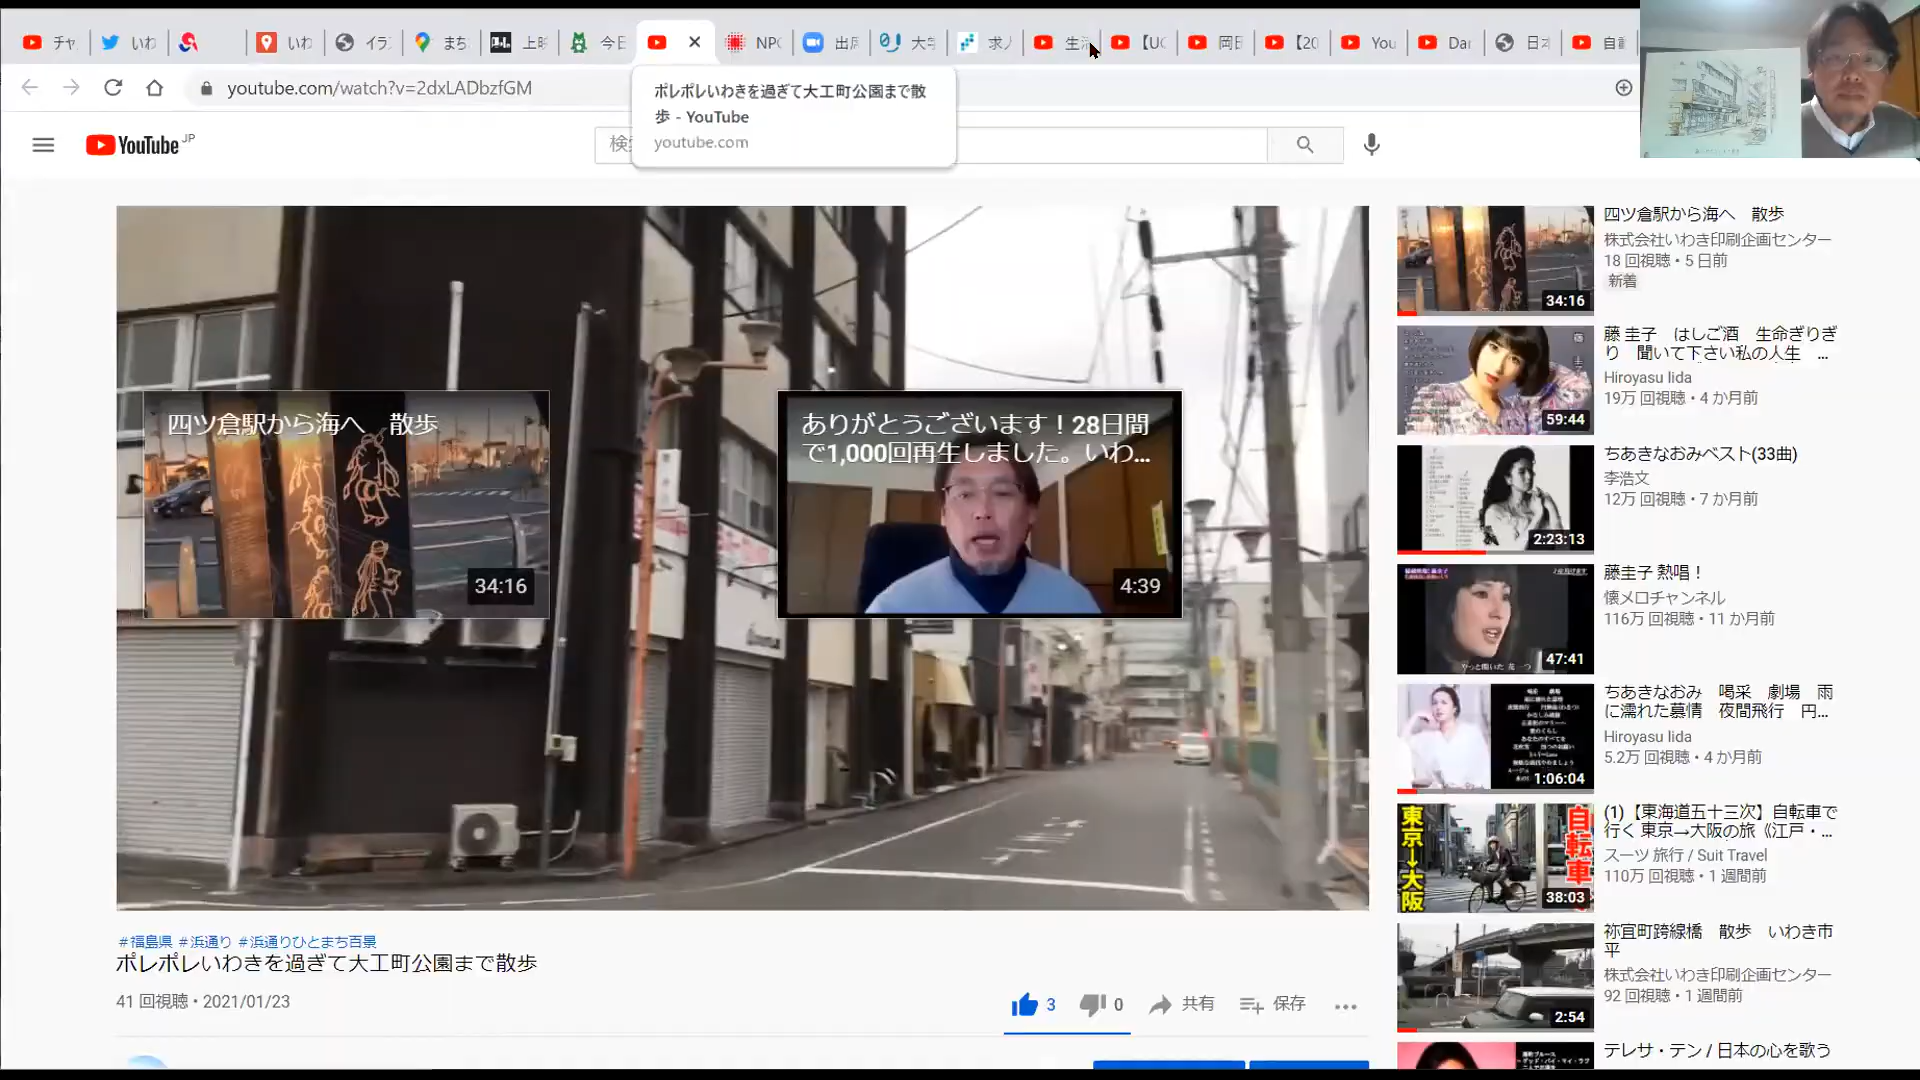 チャ
いわ
いわ
イラ
まち
上映
今日
NPC
出席
大学
求人
生活
【UC
岡田
【20
You
Dar
日本
自転
youtube.com/watch?v=2dxLADbzfGM
ポレポレいわきを過ぎて大工町公園まで散
歩 - YouTube
youtube.com
YouTube JP
四ツ倉駅から海へ　散歩
34:16
ありがとうございます！28日間
で1,000回再生しました。いわ...
4:39
#福島県 #浜通り #浜通りひとまち百景
ポレポレいわきを過ぎて大工町公園まで散歩
41 回視聴・2021/01/23
3
0
共有
保存
四ツ倉駅から海へ　散歩
株式会社いわき印刷企画センター
18 回視聴・5 日前
新着
34:16
藤 圭子　はしご酒　生命ぎりぎ
り　聞いて下さい私の人生　...
Hiroyasu Iida
19万 回視聴・4 か月前
59:44
ちあきなおみベスト(33曲)
李浩文
12万 回視聴・7 か月前
2:23:13
藤圭子 熱唱！
懐メロチャンネル
116万 回視聴・11 か月前
47:41
ちあきなおみ　喝采　劇場　雨
に濡れた慕情　夜間飛行　円...
Hiroyasu Iida
5.2万 回視聴・4 か月前
1:06:04
(1)【東海道五十三次】自転車で
行く 東京→大阪の旅《江戸・...
スーツ 旅行 / Suit Travel
110万 回視聴・1 週間前
東京→大阪
自転車
38:03
祢宜町跨線橋　散歩　いわき市
平
株式会社いわき印刷企画センター
92 回視聴・1 週間前
2:54
テレサ・テン / 日本の心を歌う